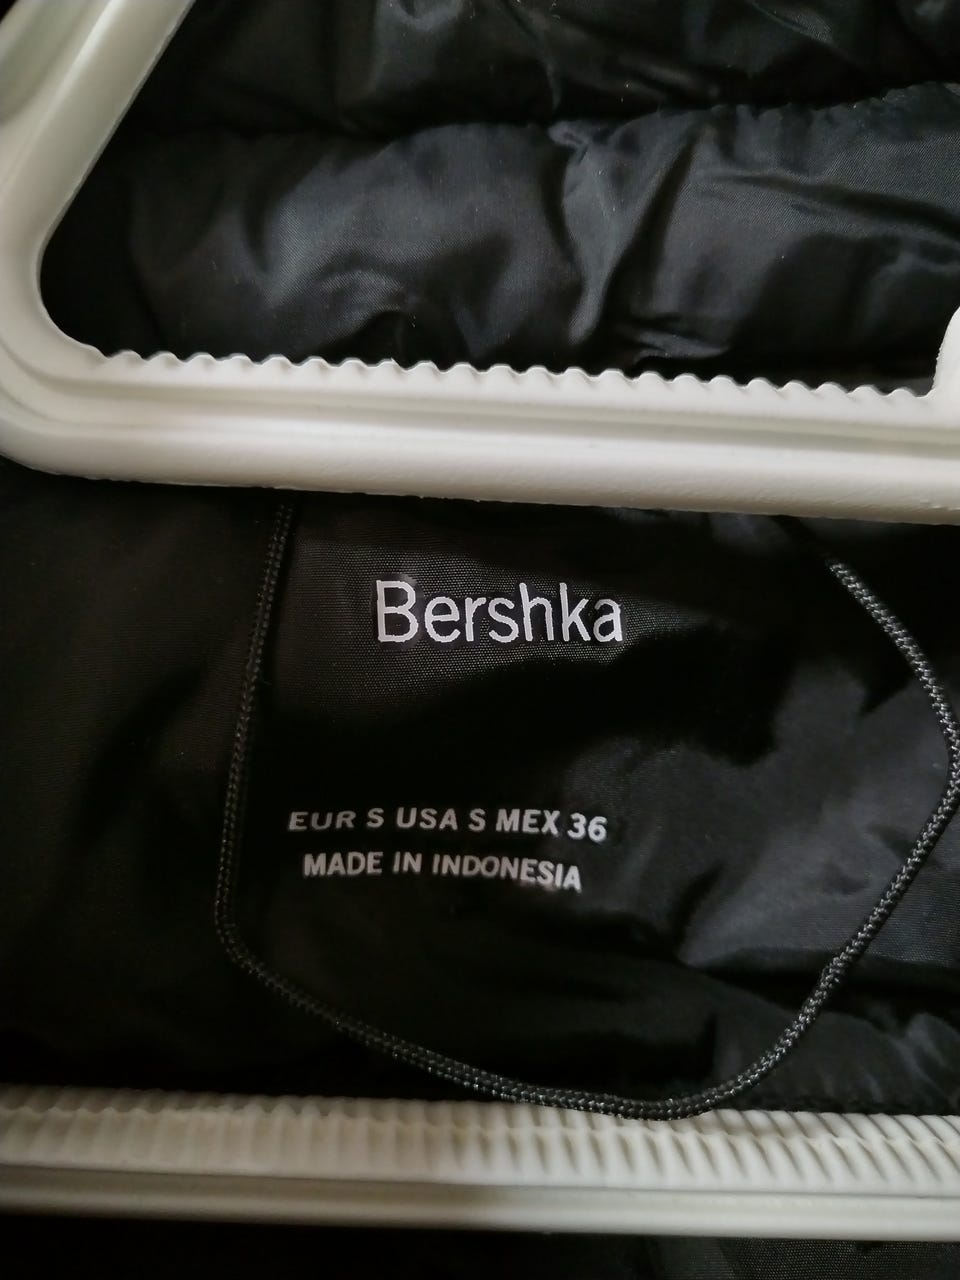 Bershka
EUR S USA S MEX 36
MADE IN INDONESIA